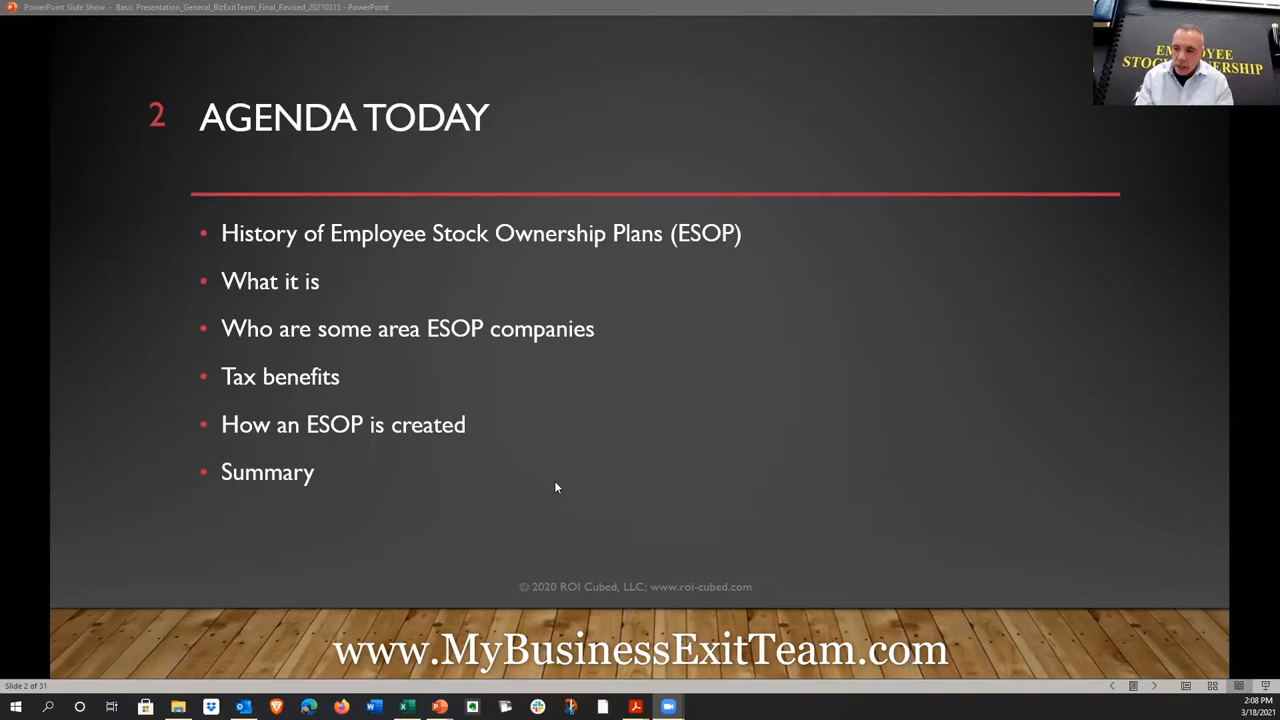 PowerPoint Slide Show - Basic Presentation_General_BizExitTeam_Final_Revised_20210315 - PowerPoint
EMPLOYEE
STOCK
2 AGENDA TODAY
• History of Employee Stock Ownership Plans (ESOP)
• What it is
• Who are some area ESOP companies
• Tax benefits
• How an ESOP is created
• Summary
© 2020 ROI Cubed, LLC; www.roi-cubed.com
www.MyBusinessExitTeam.com
Slide 2 of 31
2:08 PM
3/18/2021